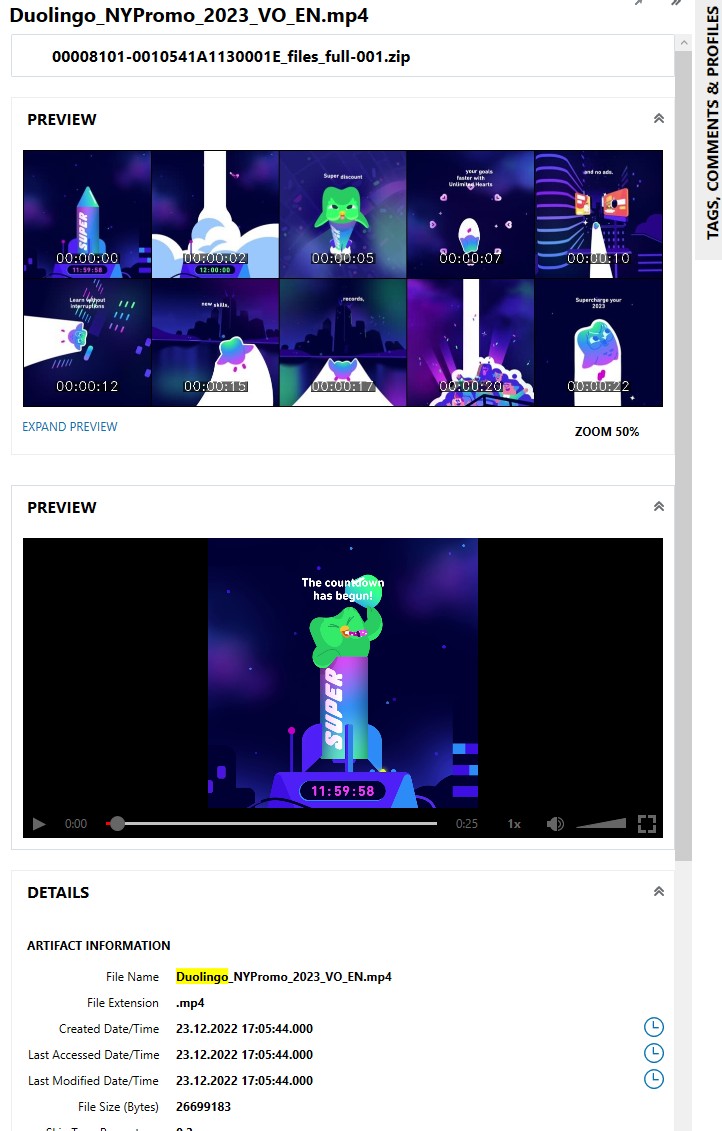 Duolingo_NYPromo_2023_VO_EN.mp4
00008101-0010541A1130001E_files_full-001.zip
TAGS, COMMENTS & PROFILES
PREVIEW
SUPER
11:59:58
00:00:00
12:00:00
00:00:02
Super discount
00:00:05
your goals
faster with
Unlimited Hearts
00:00:07
and no ads.
00:00:10
Learn without
interruptions
00:00:12
new skills,
00:00:15
records,
00:00:17
00:00:20
Supercharge your
2023
00:00:22
EXPAND PREVIEW
ZOOM 50%
PREVIEW
The countdown
has begun!
SUPER
11:59:58
0:00
0:25
1x
DETAILS
ARTIFACT INFORMATION
File Name Duolingo_NYPromo_2023_VO_EN.mp4
File Extension .mp4
Created Date/Time 23.12.2022 17:05:44.000
Last Accessed Date/Time 23.12.2022 17:05:44.000
Last Modified Date/Time 23.12.2022 17:05:44.000
File Size (Bytes) 26699183